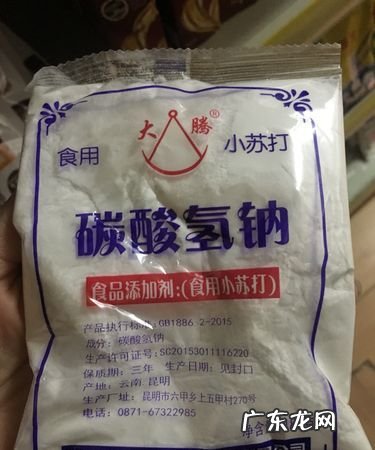 大 腾®
食用 小苏打
碳酸氢钠
食品添加剂:(食用小苏打)
产品执行标准:GB1886.2-2015
成分: 碳酸氢钠
生产许可证号:SC20153011116220
保质期: 三年 生产日期: 见封口
产地: 云南 昆明
生产厂址: 昆明市六甲乡上五甲村270号
电话: 0871-67322985
净含
广东龙网